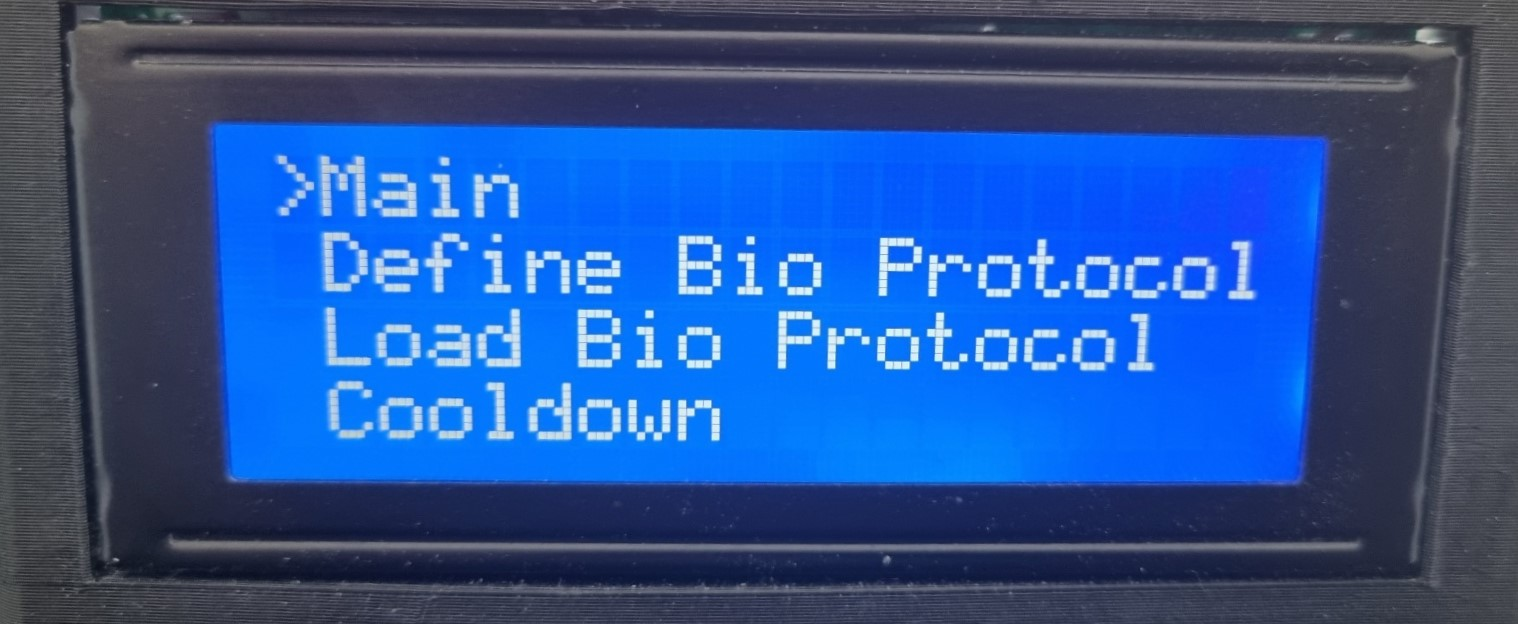 >Main
Define Bio Protocol
Load Bio Protocol
Cooldown